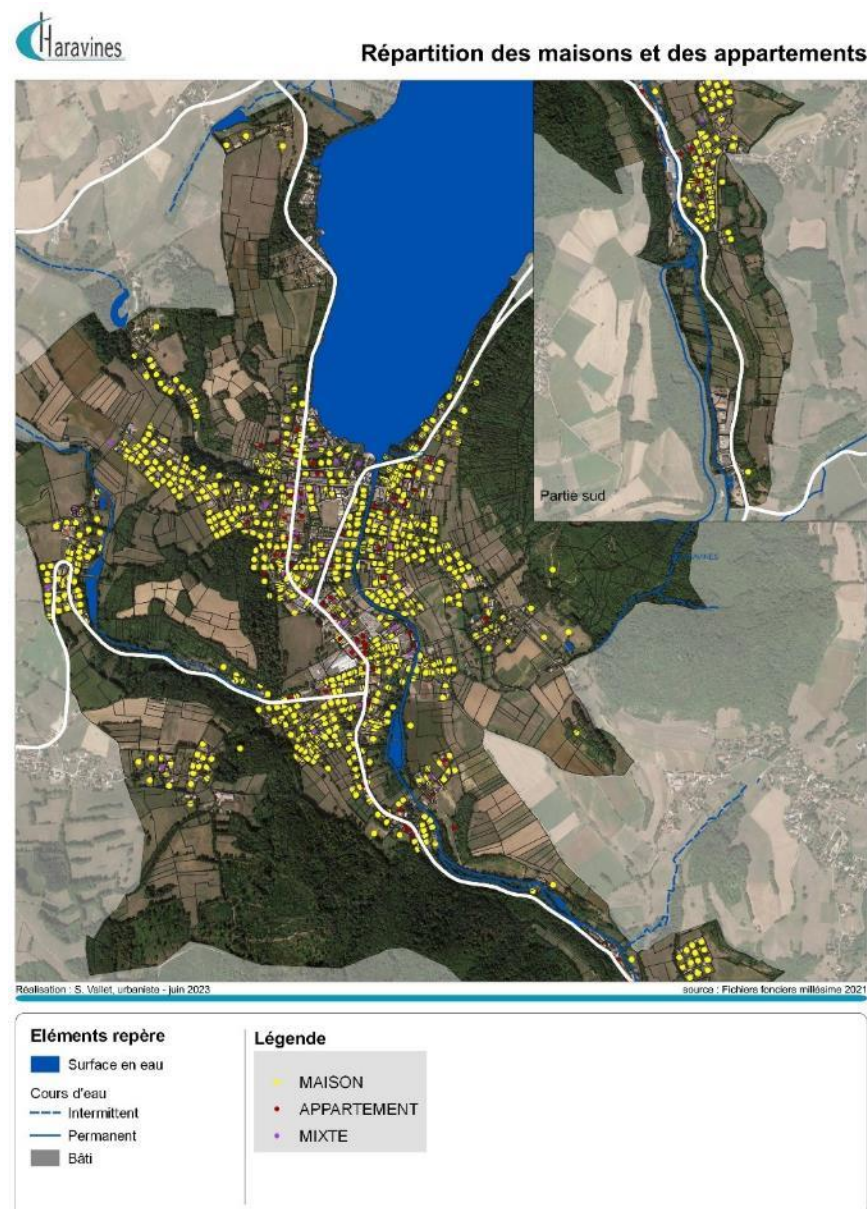 Haravines
Répartition des maisons et des appartements
Partie sud
Réalisation : S. Vallet, urbaniste - juin 2023
source : Fichiers fonciers millésime 2021
Eléments repère
Surface en eau
Cours d'eau
Intermittent
Permanent
Bâti
Légende
MAISON
APPARTEMENT
MIXTE